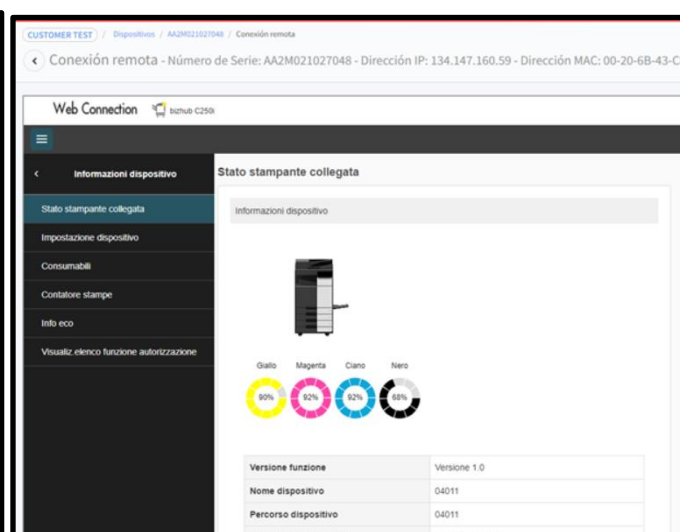 CUSTOMER TEST / Dispositivos / AA2M021027048 / Conexión remota
Conexión remota - Número de Serie: AA2M021027048 - Dirección IP: 134.147.160.59 - Dirección MAC: 00-20-6B-43-C
Web Connection bizhub C250i
Informazioni dispositivo
Stato stampante collegata
Impostazione dispositivo
Consumabili
Contatore stampe
Info eco
Visualiz.elenco funzione autorizzazione
Stato stampante collegata
Informazioni dispositivo
Giallo Magenta Ciano Nero
90% 92% 92% 68%
Versione funzione Versione 1.0
Nome dispositivo 04011
Percorso dispositivo 04011